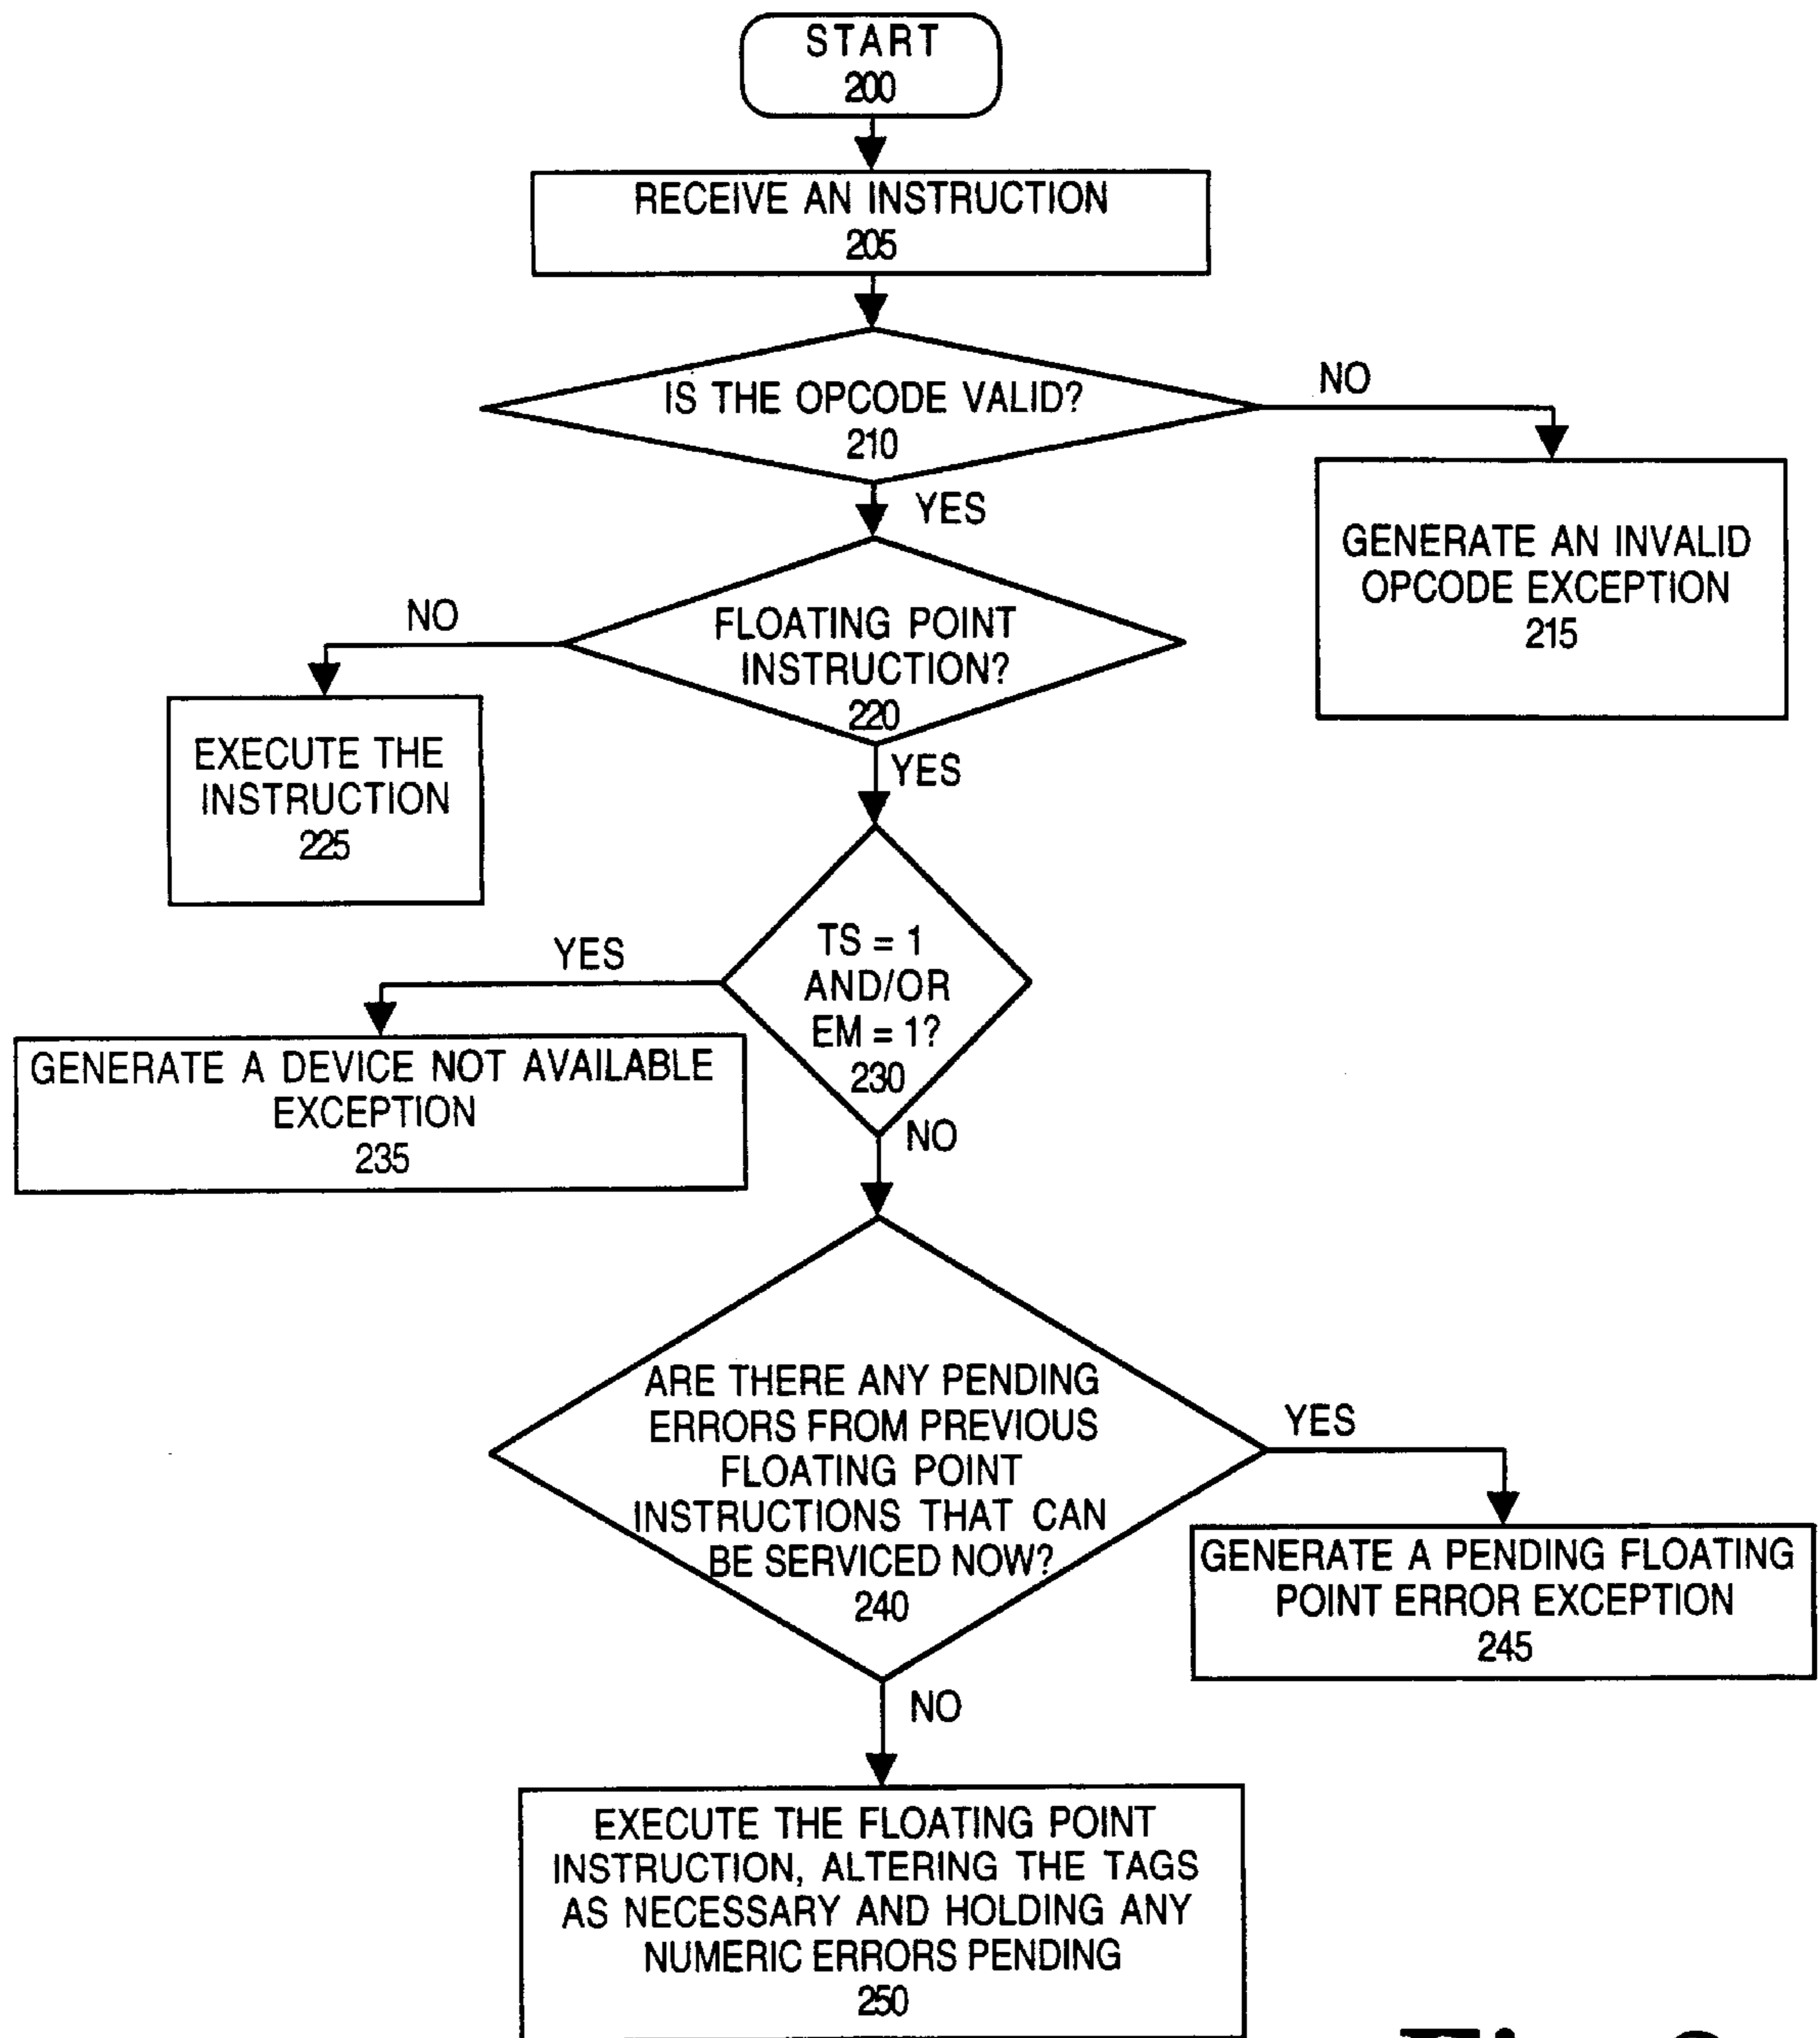 START
200
RECEIVE AN INSTRUCTION
205
IS THE OPCODE VALID?
210
NO
YES
GENERATE AN INVALID
OPCODE EXCEPTION
215
FLOATING POINT
INSTRUCTION?
220
NO
EXECUTE THE
INSTRUCTION
225
YES
TS = 1
AND/OR
EM = 1?
230
YES
GENERATE A DEVICE NOT AVAILABLE
EXCEPTION
235
NO
ARE THERE ANY PENDING
ERRORS FROM PREVIOUS
FLOATING POINT
INSTRUCTIONS THAT CAN
BE SERVICED NOW?
240
YES
GENERATE A PENDING FLOATING
POINT ERROR EXCEPTION
245
NO
EXECUTE THE FLOATING POINT
INSTRUCTION, ALTERING THE TAGS
AS NECESSARY AND HOLDING ANY
NUMERIC ERRORS PENDING
250